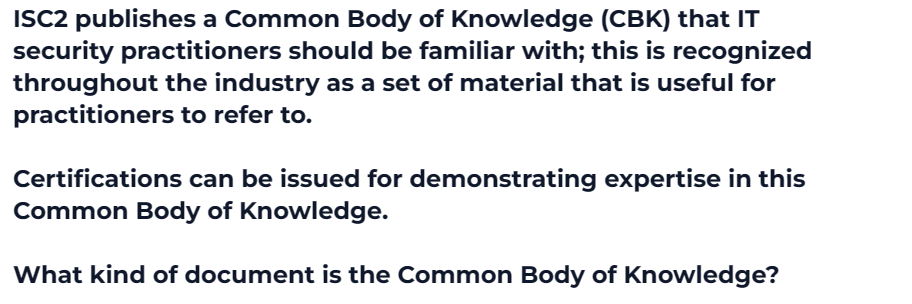 ISC2 publishes a Common Body of Knowledge (CBK) that IT
security practitioners should be familiar with; this is recognized
throughout the industry as a set of material that is useful for
practitioners to refer to.
Certifications can be issued for demonstrating expertise in this
Common Body of Knowledge.
What kind of document is the Common Body of Knowledge?